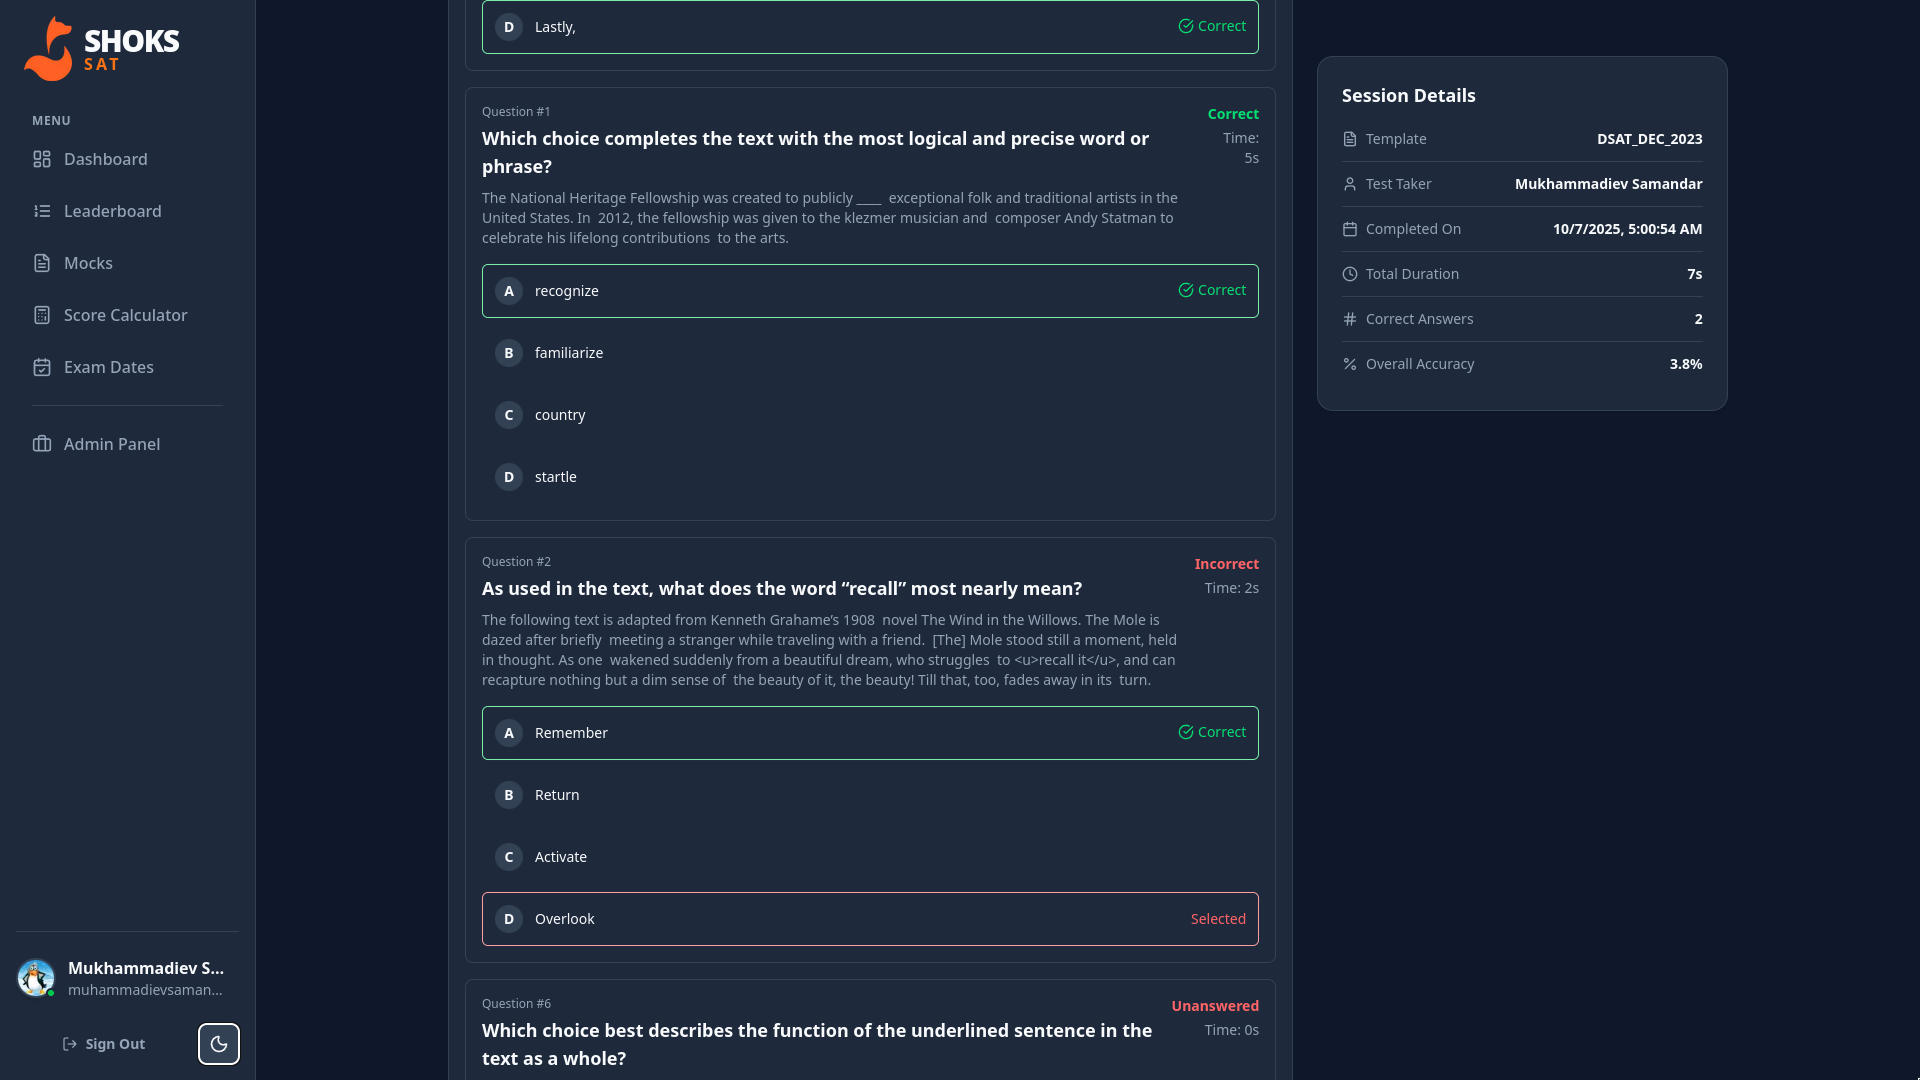 SHOKS
SAT
MENU
Dashboard
Leaderboard
Mocks
Score Calculator
Exam Dates
Admin Panel
Mukhammadiev S...
muhammadievsaman...
Sign Out
D Lastly, Correct
Question #1
Correct
Which choice completes the text with the most logical and precise word or
phrase?
Time:
5s
The National Heritage Fellowship was created to publicly ____ exceptional folk and traditional artists in the
United States. In 2012, the fellowship was given to the klezmer musician and composer Andy Statman to
celebrate his lifelong contributions to the arts.
A recognize Correct
B familiarize
C country
D startle
Question #2
Incorrect
As used in the text, what does the word “recall” most nearly mean?
Time: 2s
The following text is adapted from Kenneth Grahame’s 1908 novel The Wind in the Willows. The Mole is
dazed after briefly meeting a stranger while traveling with a friend. [The] Mole stood still a moment, held
in thought. As one wakened suddenly from a beautiful dream, who struggles to <u>recall it</u>, and can
recapture nothing but a dim sense of the beauty of it, the beauty! Till that, too, fades away in its turn.
A Remember Correct
B Return
C Activate
D Overlook Selected
Question #6
Unanswered
Which choice best describes the function of the underlined sentence in the
text as a whole?
Time: 0s
Session Details
Template DSAT_DEC_2023
Test Taker Mukhammadiev Samandar
Completed On 10/7/2025, 5:00:54 AM
Total Duration 7s
Correct Answers 2
Overall Accuracy 3.8%